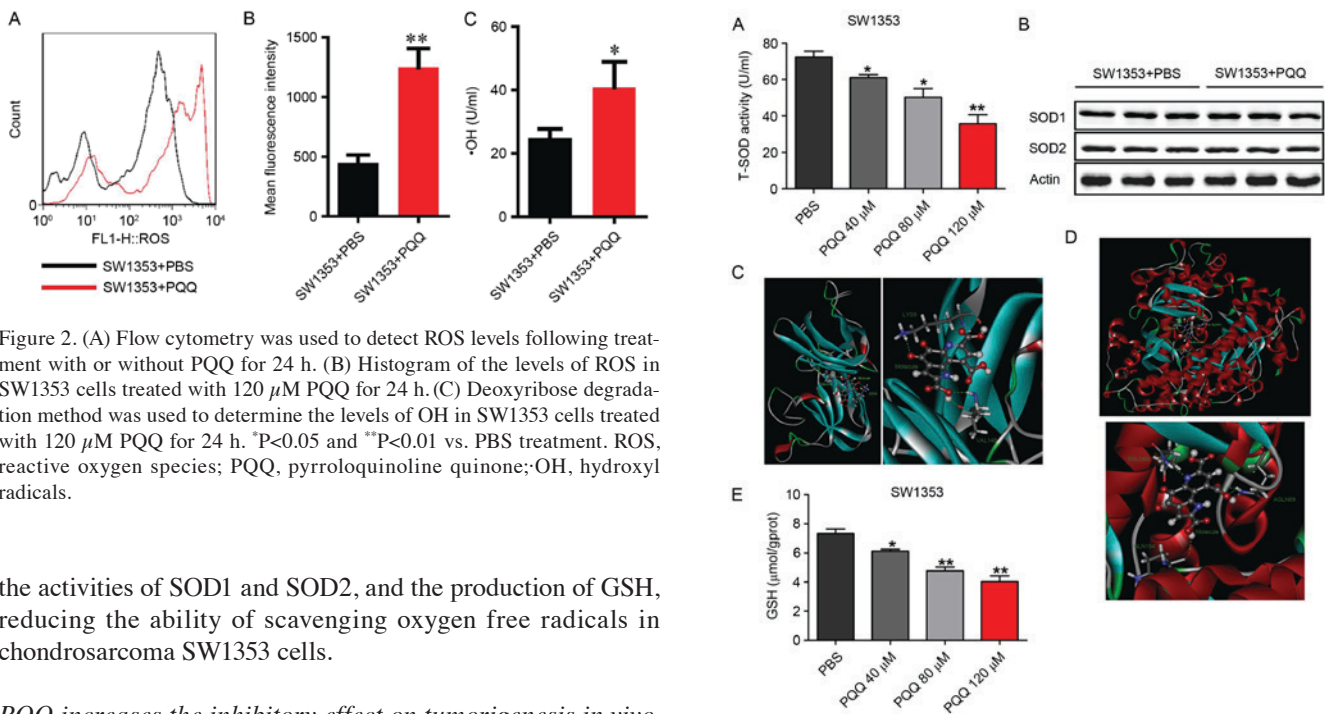 A
Count
0
10⁰ 10¹ 10² 10³ 10⁴
FL1-H::ROS
SW1353+PBS
SW1353+PQQ
B
Mean fluorescence intensity
1500
1000
500
0
**
SW1353+PBS
SW1353+PQQ
C
•OH (U/ml)
60
40
20
0
*
SW1353+PBS
SW1353+PQQ
Figure 2. (A) Flow cytometry was used to detect ROS levels following treat-
ment with or without PQQ for 24 h. (B) Histogram of the levels of ROS in
SW1353 cells treated with 120 μM PQQ for 24 h. (C) Deoxyribose degrada-
tion method was used to determine the levels of OH in SW1353 cells treated
with 120 μM PQQ for 24 h. *P<0.05 and **P<0.01 vs. PBS treatment. ROS,
reactive oxygen species; PQQ, pyrroloquinoline quinone;·OH, hydroxyl
radicals.
the activities of SOD1 and SOD2, and the production of GSH,
reducing the ability of scavenging oxygen free radicals in
chondrosarcoma SW1353 cells.
PQQ increases the inhibitory effect on tumorigenesis in vivo.
A
SW1353
T-SOD activity (U/ml)
80
60
40
20
0
*
*
**
PBS
PQQ 40 μM
PQQ 80 μM
PQQ 120 μM
B
SW1353+PBS SW1353+PQQ
SOD1
SOD2
Actin
C
D
E
SW1353
GSH (μmol/gprot)
10
8
6
4
2
0
*
**
**
PBS
PQQ 40 μM
PQQ 80 μM
PQQ 120 μM